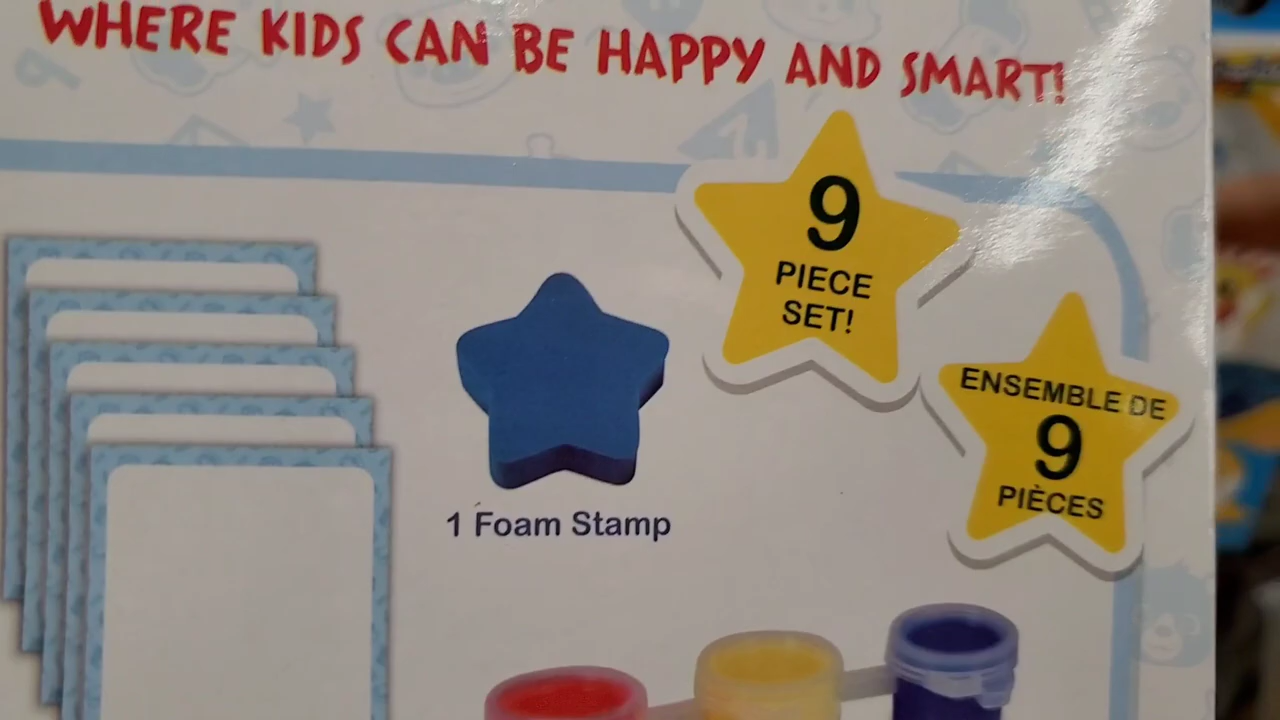 WHERE KIDS CAN BE HAPPY AND SMART!
9
PIECE
SET!
ENSEMBLE DE
9
PIÈCES
1 Foam Stamp